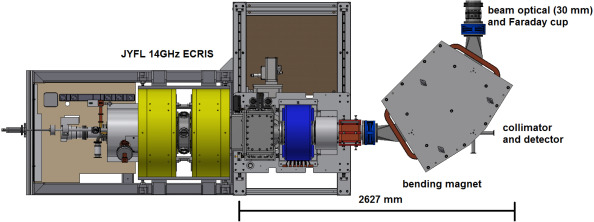 beam optical (30 mm)
and Faraday cup
JYFL 14GHz ECRIS
collimator
and detector
bending magnet
2627 mm